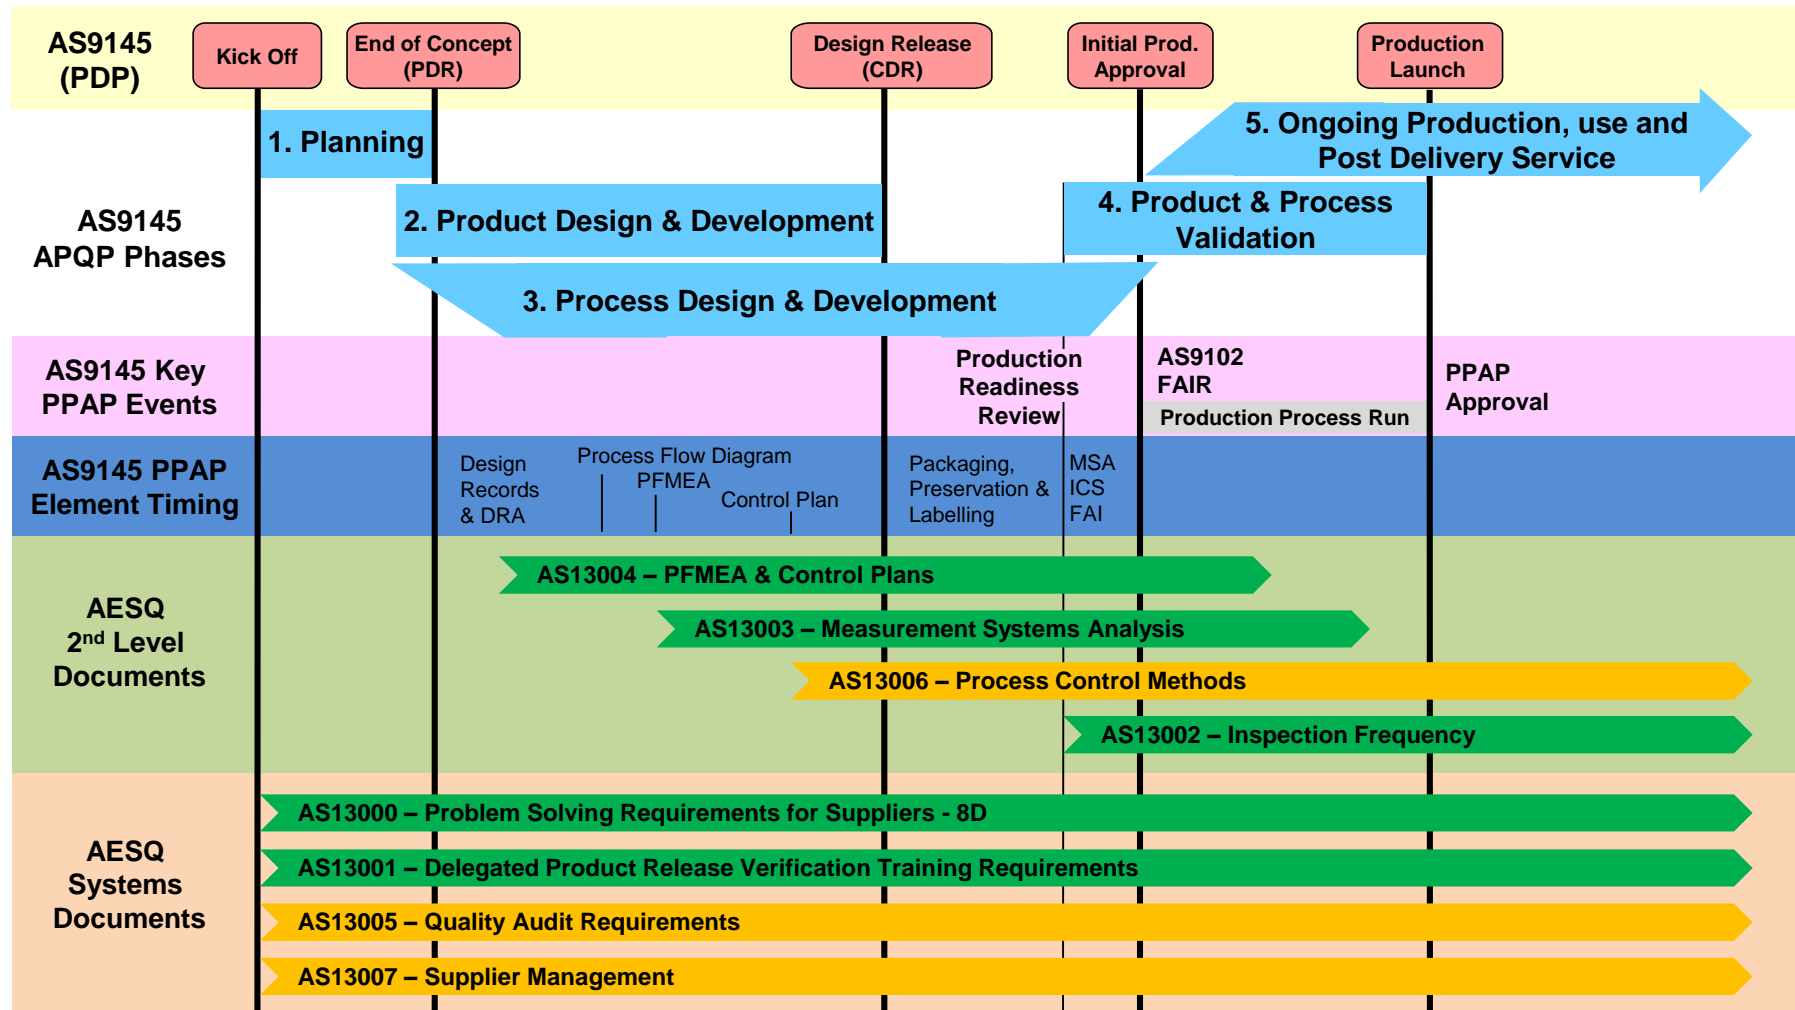 AS9145
(PDP)
Kick Off
End of Concept
(PDR)
Design Release
(CDR)
Initial Prod.
Approval
Production
Launch
AS9145
APQP Phases
1. Planning
2. Product Design & Development
3. Process Design & Development
4. Product & Process
Validation
5. Ongoing Production, use and
Post Delivery Service
AS9145 Key
PPAP Events
Production
Readiness
Review
AS9102
FAIR
Production Process Run
PPAP
Approval
AS9145 PPAP
Element Timing
Design
Records
& DRA
Process Flow Diagram
PFMEA
Control Plan
Packaging,
Preservation &
Labelling
MSA
ICS
FAI
AESQ
2nd Level
Documents
AS13004 – PFMEA & Control Plans
AS13003 – Measurement Systems Analysis
AS13006 – Process Control Methods
AS13002 – Inspection Frequency
AESQ
Systems
Documents
AS13000 – Problem Solving Requirements for Suppliers - 8D
AS13001 – Delegated Product Release Verification Training Requirements
AS13005 – Quality Audit Requirements
AS13007 – Supplier Management